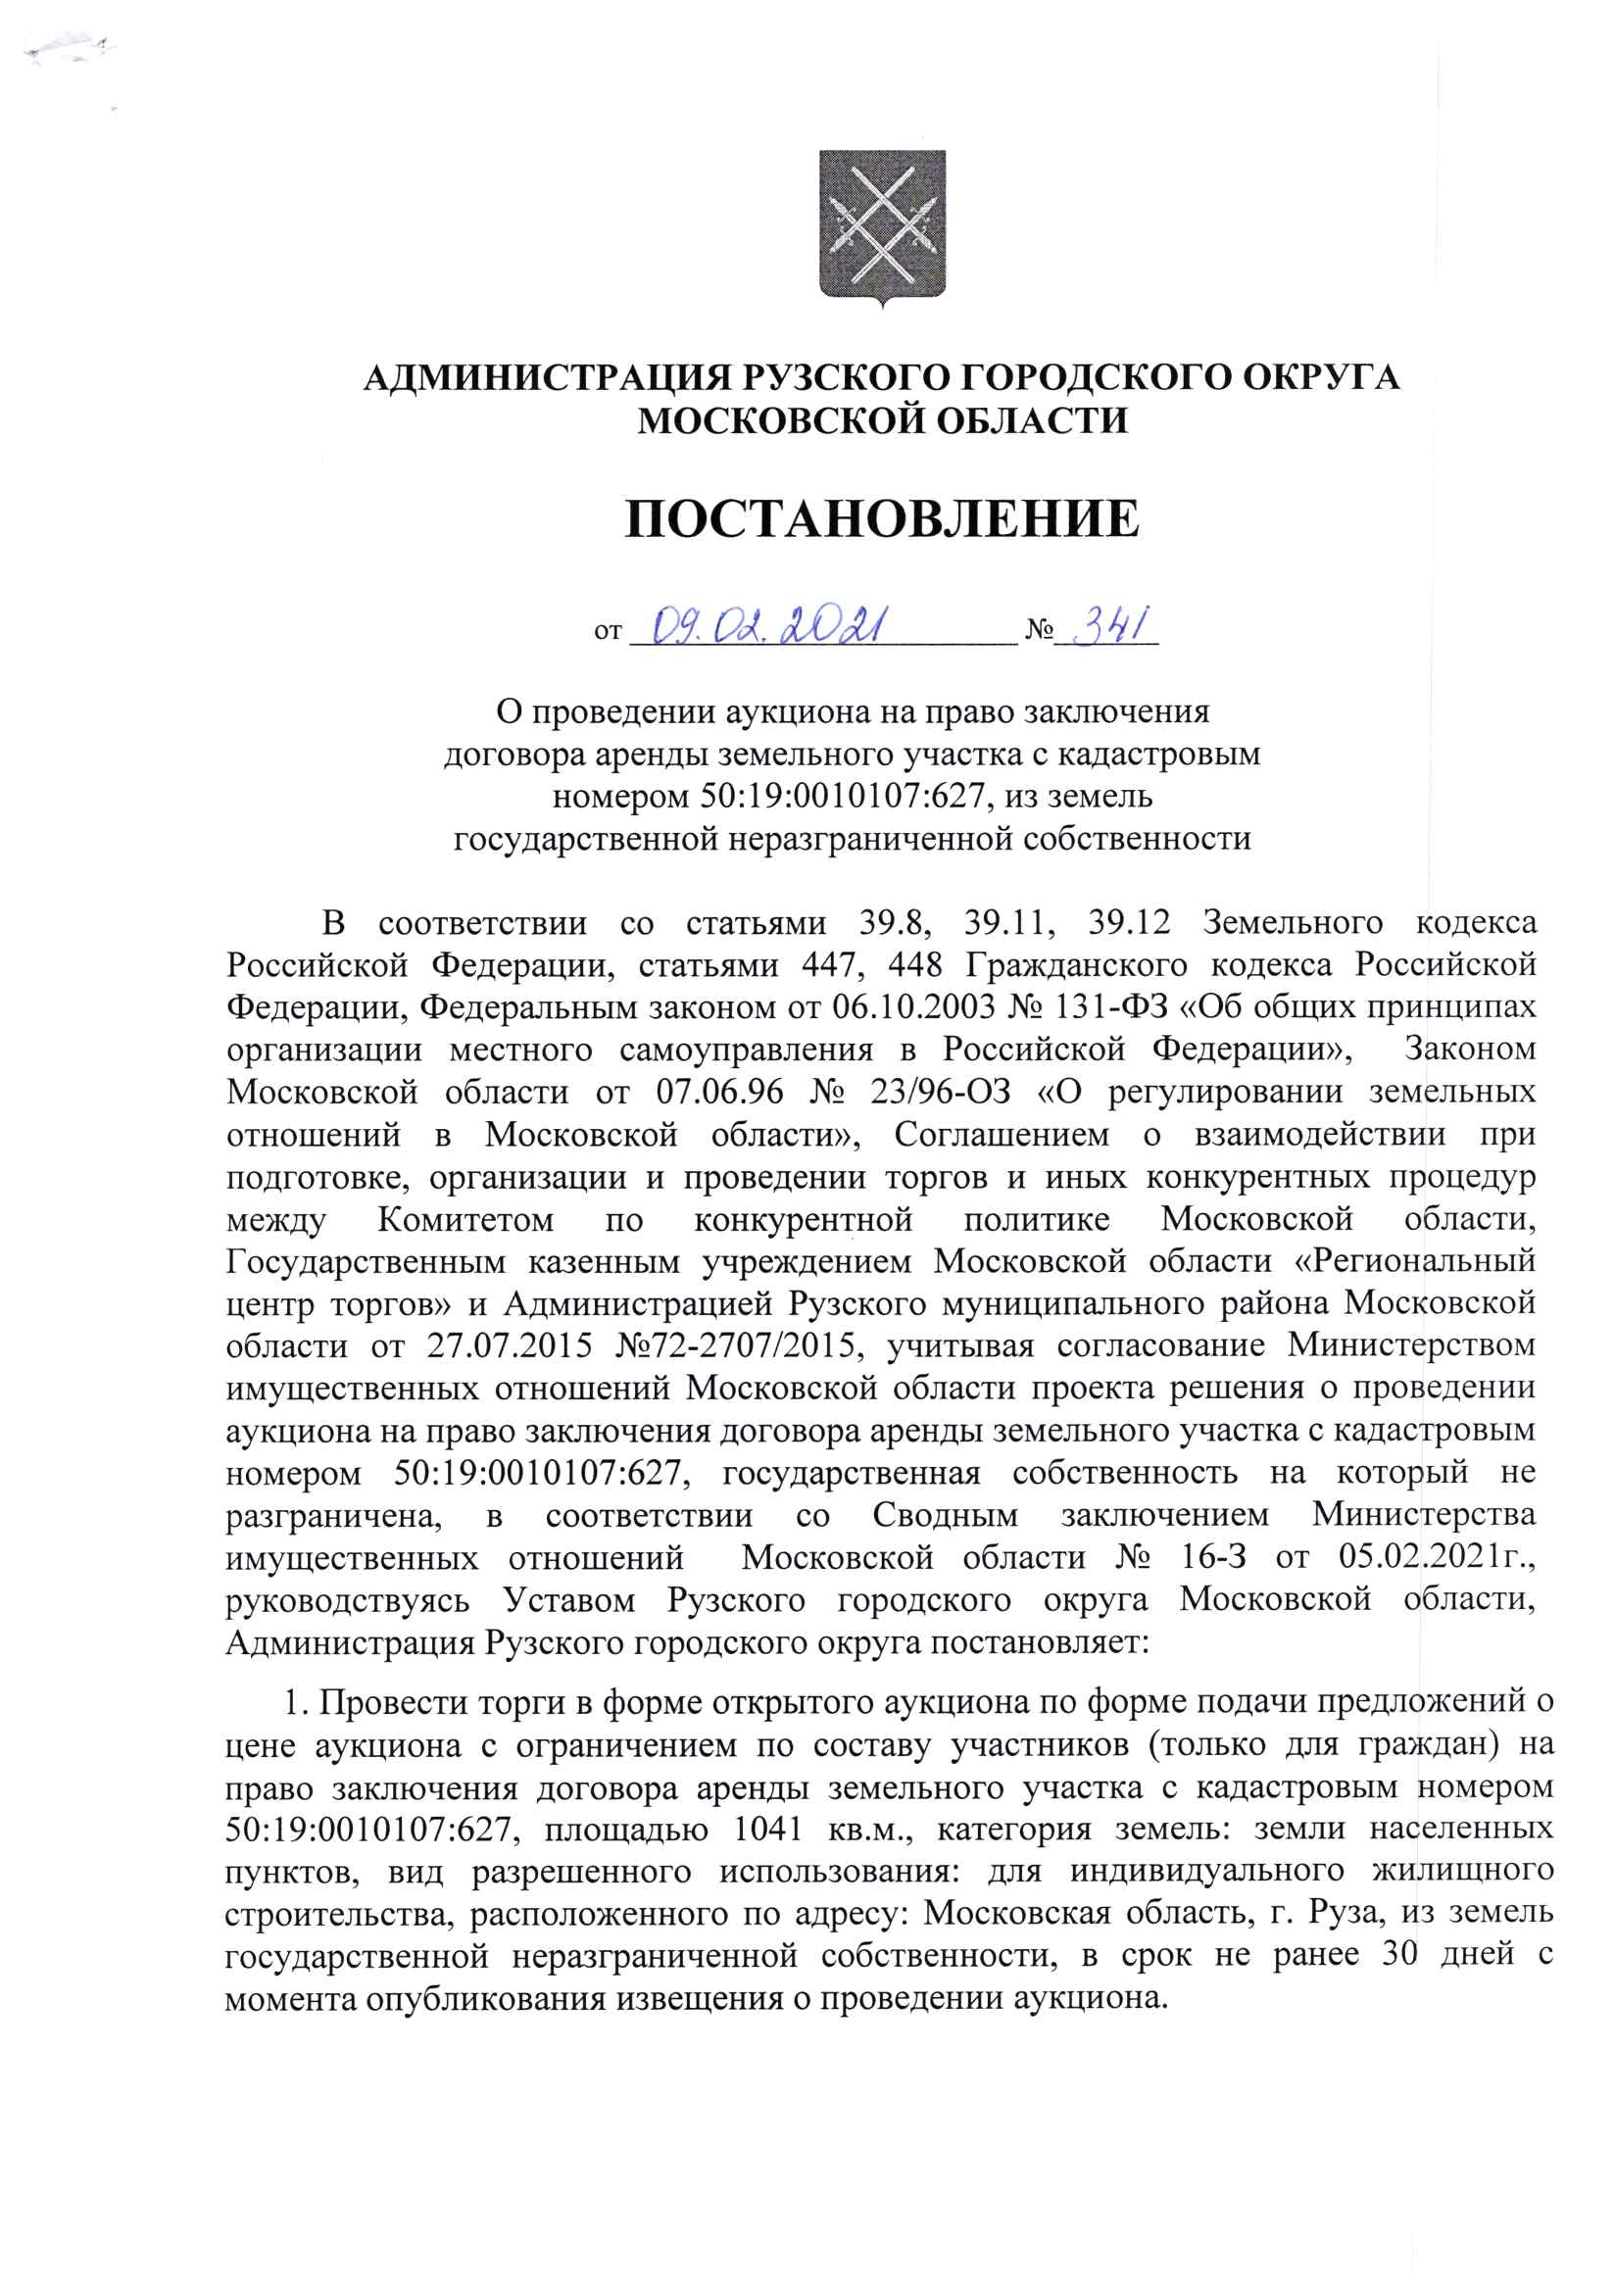 АДМИНИСТРАЦИЯ РУЗСКОГО ГОРОДСКОГО ОКРУГА
МОСКОВСКОЙ ОБЛАСТИ
ПОСТАНОВЛЕНИЕ
от 09.02.2021 № 341
О проведении аукциона на право заключения
договора аренды земельного участка с кадастровым
номером 50:19:0010107:627, из земель
государственной неразграниченной собственности
В соответствии со статьями 39.8, 39.11, 39.12 Земельного кодекса
Российской Федерации, статьями 447, 448 Гражданского кодекса Российской
Федерации, Федеральным законом от 06.10.2003 № 131-ФЗ «Об общих принципах
организации местного самоуправления в Российской Федерации», Законом
Московской области от 07.06.96 № 23/96-ОЗ «О регулировании земельных
отношений в Московской области», Соглашением о взаимодействии при
подготовке, организации и проведении торгов и иных конкурентных процедур
между Комитетом по конкурентной политике Московской области,
Государственным казенным учреждением Московской области «Региональный
центр торгов» и Администрацией Рузского муниципального района Московской
области от 27.07.2015 №72-2707/2015, учитывая согласование Министерством
имущественных отношений Московской области проекта решения о проведении
аукциона на право заключения договора аренды земельного участка с кадастровым
номером 50:19:0010107:627, государственная собственность на который не
разграничена, в соответствии со Сводным заключением Министерства
имущественных отношений Московской области № 16-З от 05.02.2021г.,
руководствуясь Уставом Рузского городского округа Московской области,
Администрация Рузского городского округа постановляет:
1. Провести торги в форме открытого аукциона по форме подачи предложений о
цене аукциона с ограничением по составу участников (только для граждан) на
право заключения договора аренды земельного участка с кадастровым номером
50:19:0010107:627, площадью 1041 кв.м., категория земель: земли населенных
пунктов, вид разрешенного использования: для индивидуального жилищного
строительства, расположенного по адресу: Московская область, г. Руза, из земель
государственной неразграниченной собственности, в срок не ранее 30 дней с
момента опубликования извещения о проведении аукциона.